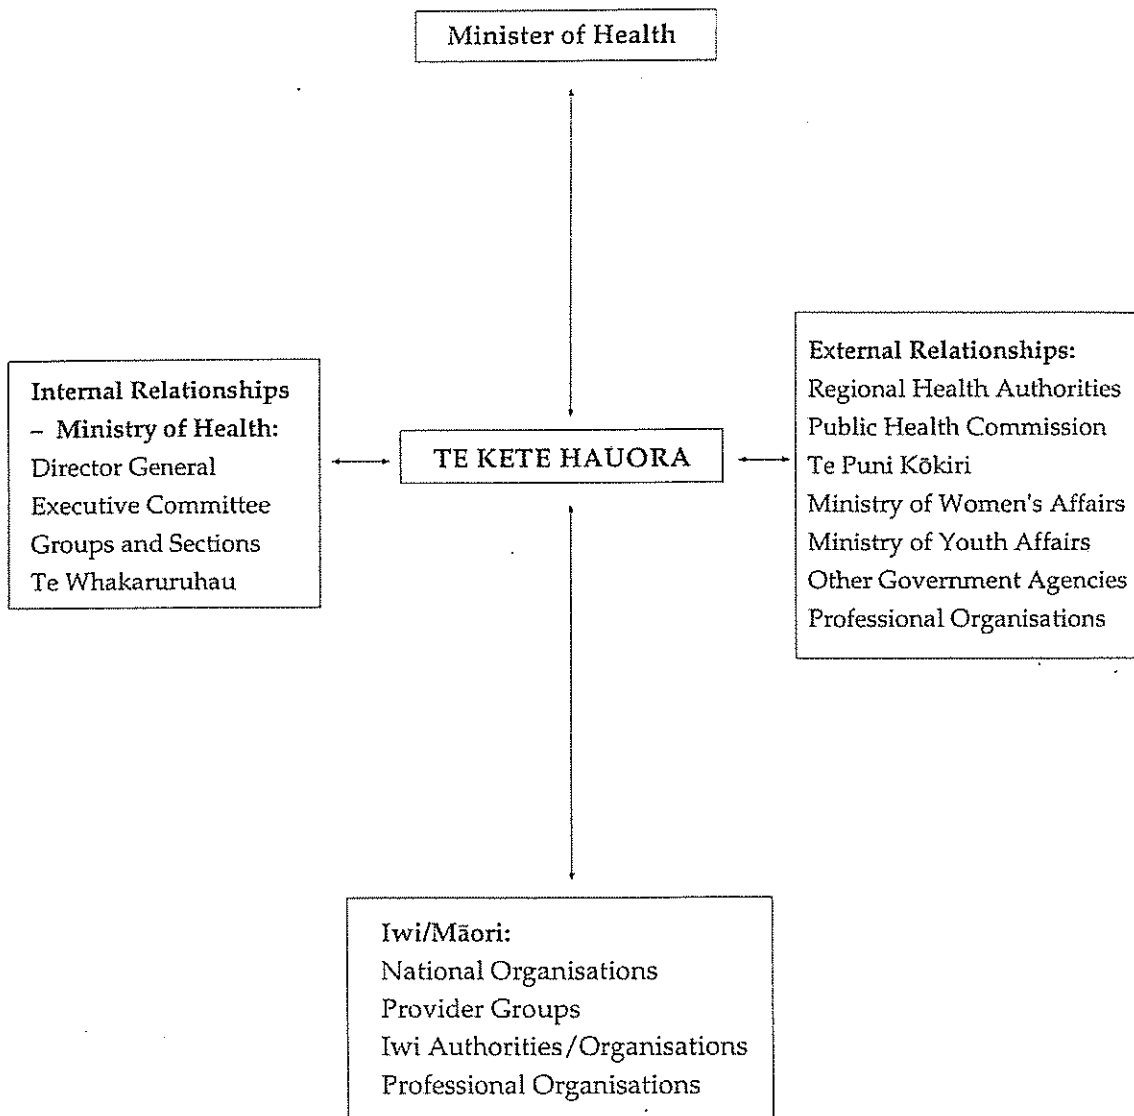 Minister of Health
Internal Relationships
– Ministry of Health:
Director General
Executive Committee
Groups and Sections
Te Whakaruruhau
TE KETE HAUORA
External Relationships:
Regional Health Authorities
Public Health Commission
Te Puni Kōkiri
Ministry of Women's Affairs
Ministry of Youth Affairs
Other Government Agencies
Professional Organisations
Iwi/Māori:
National Organisations
Provider Groups
Iwi Authorities/Organisations
Professional Organisations